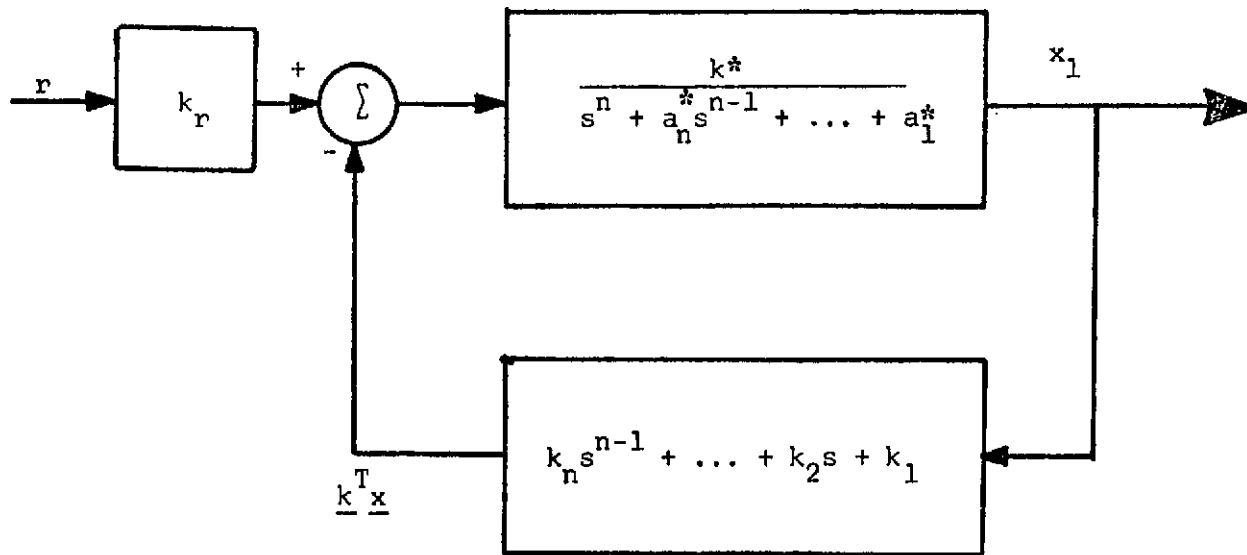 r
k_r
+
Σ
-
k*
s^n + a_n^* s^{n-1} + ... + a_1^*
x_1
k_n s^{n-1} + ... + k_2 s + k_1
k^T x